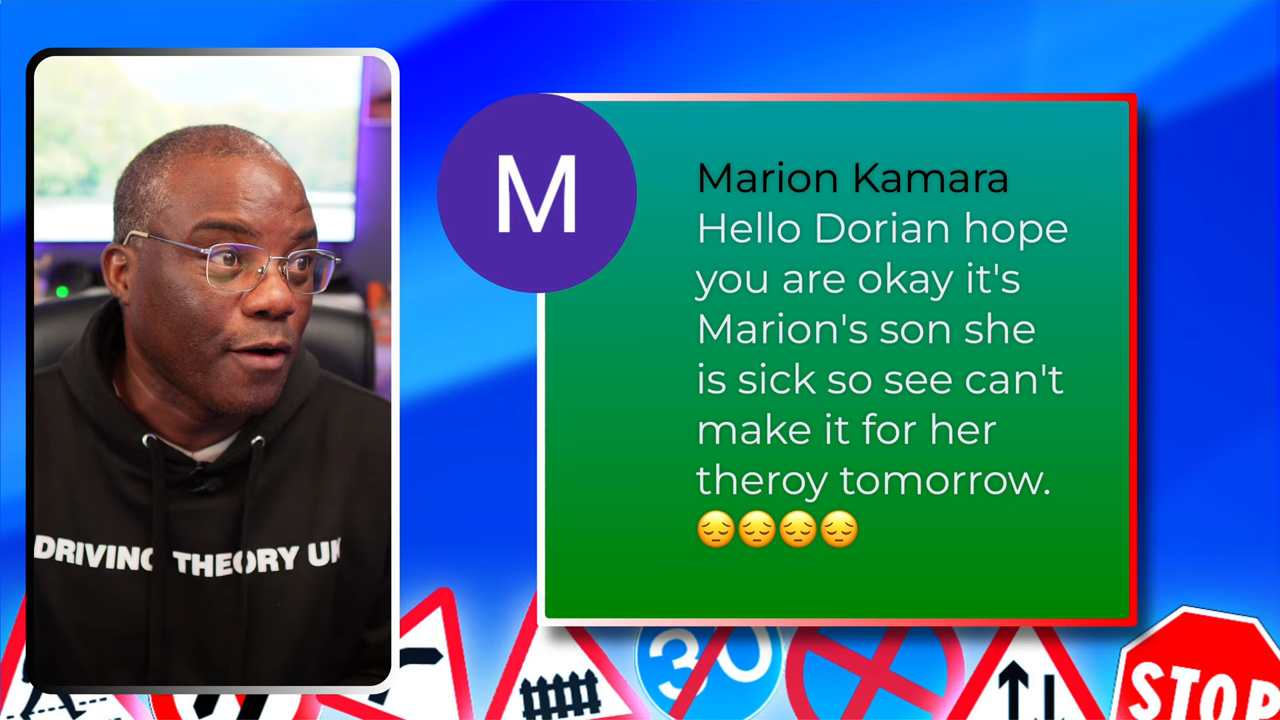 M
Marion Kamara
Hello Dorian hope
you are okay it's
Marion's son she
is sick so see can't
make it for her
theroy tomorrow.
😔😔😔😔
DRIVING THEORY UK
30
STOP